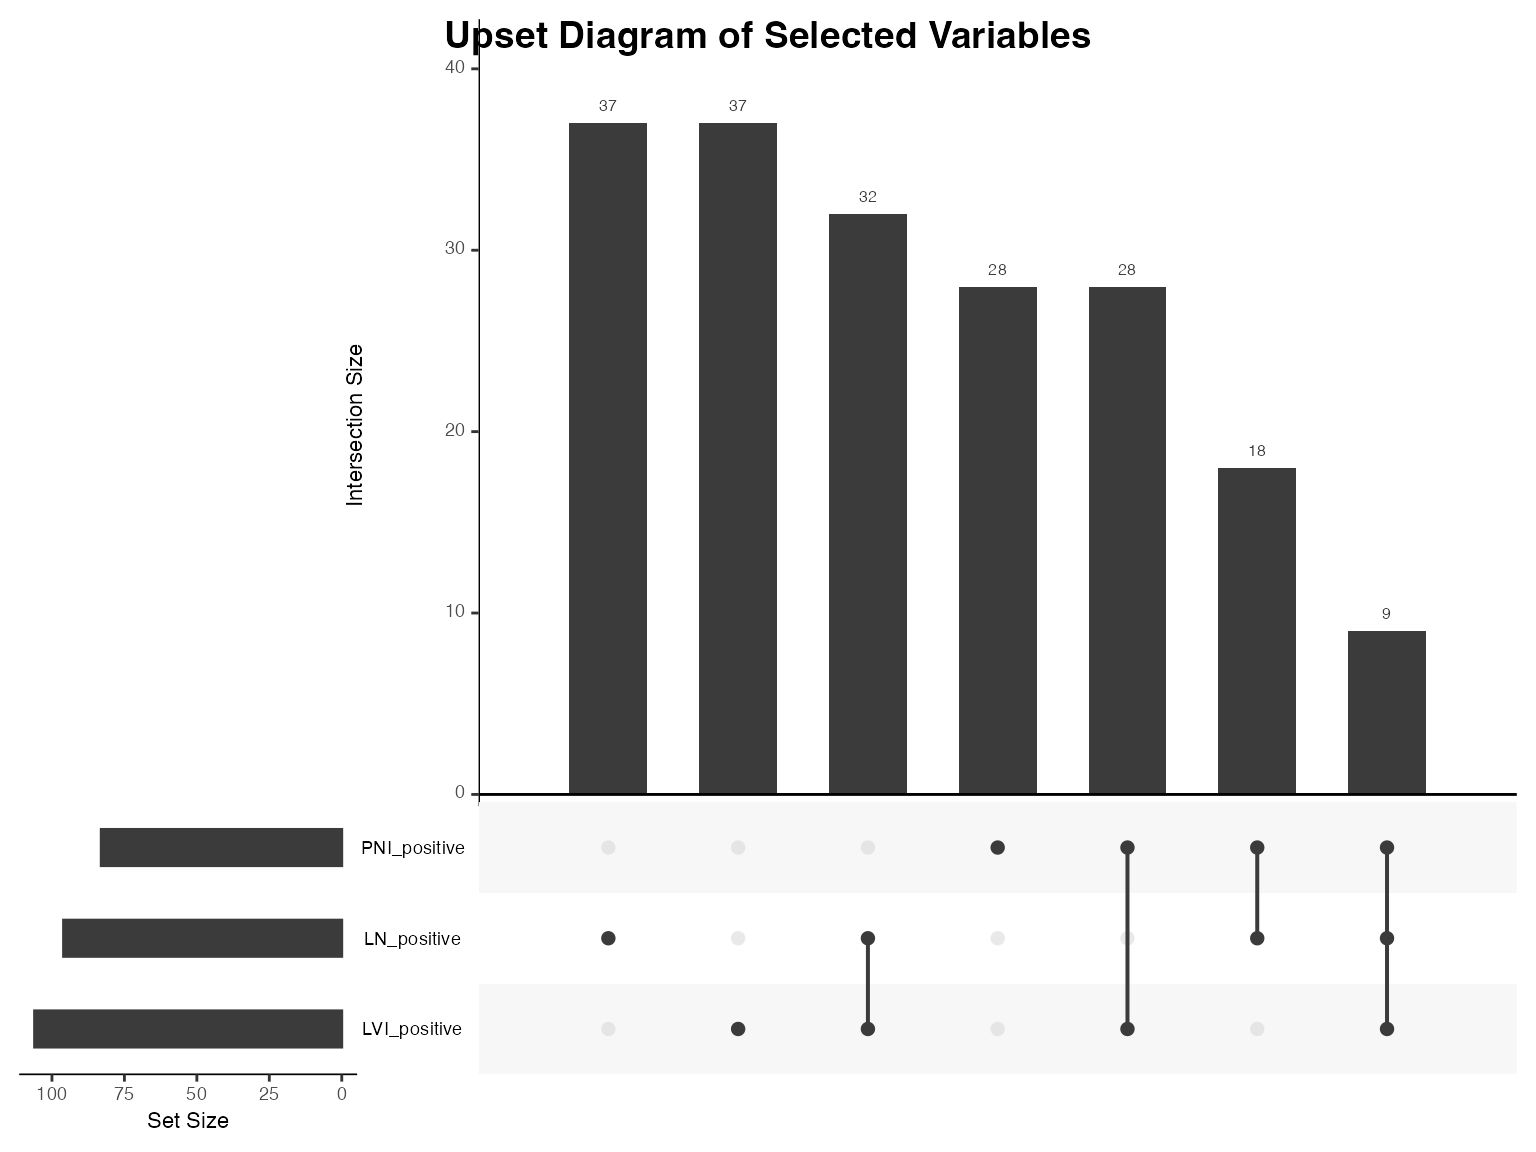 Upset Diagram of Selected Variables
40
37
37
32
30
28
28
Intersection Size
20
18
10
9
0
PNI_positive
LN_positive
LVI_positive
100 75 50 25 0
Set Size